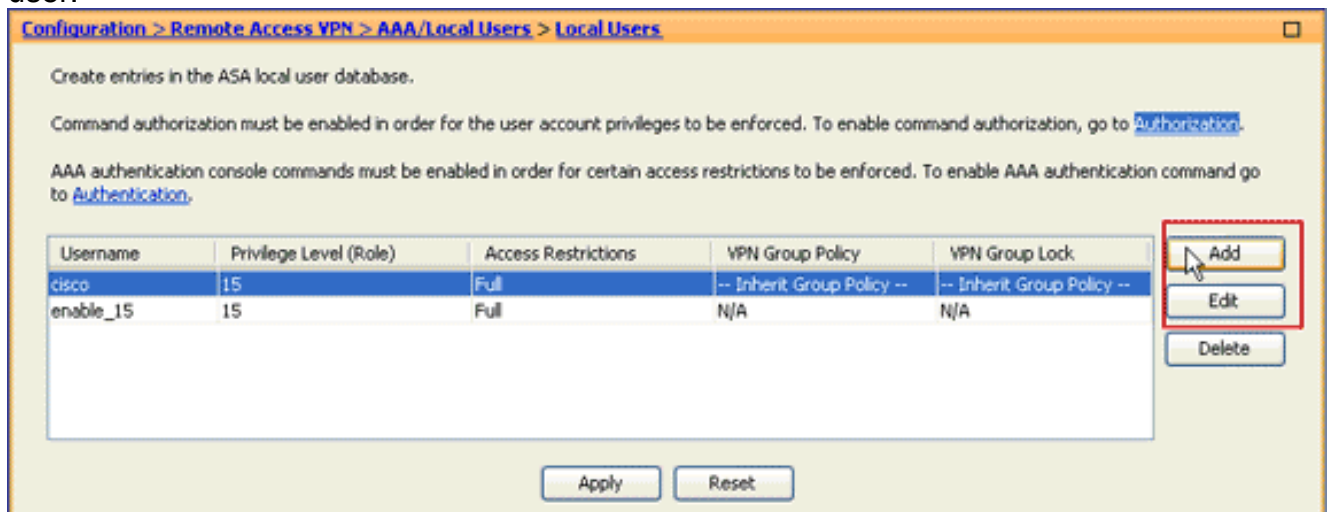 user.
Configuration > Remote Access VPN > AAA/Local Users > Local Users
Create entries in the ASA local user database.
Command authorization must be enabled in order for the user account privileges to be enforced. To enable command authorization, go to Authorization.
AAA authentication console commands must be enabled in order for certain access restrictions to be enforced. To enable AAA authentication command go
to Authentication.
Username Privilege Level (Role) Access Restrictions VPN Group Policy VPN Group Lock
cisco 15 Full -- Inherit Group Policy -- -- Inherit Group Policy --
enable_15 15 Full N/A N/A
Add
Edit
Delete
Apply Reset